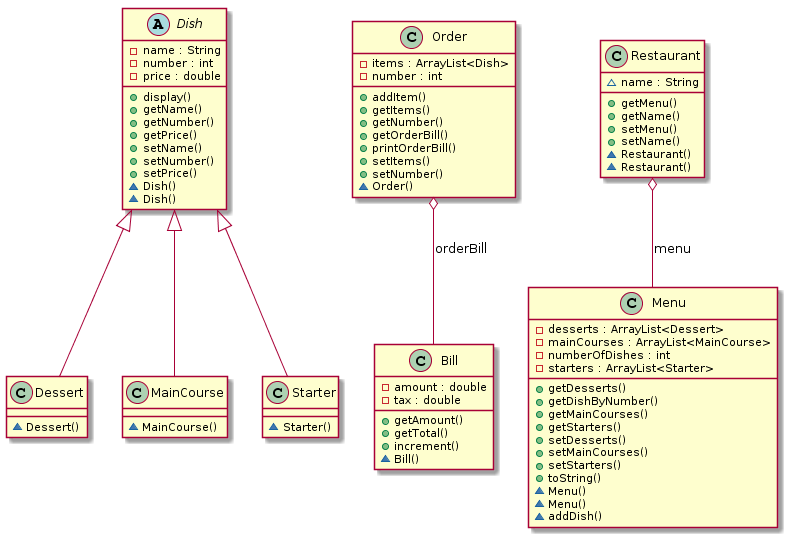 A Dish
name : String
number : int
price : double
display()
getName()
getNumber()
getPrice()
setName()
setNumber()
setPrice()
Dish()
Dish()
C Order
items : ArrayList<Dish>
number : int
addItem()
getItems()
getNumber()
getOrderBill()
printOrderBill()
setItems()
setNumber()
Order()
C Restaurant
name : String
getMenu()
getName()
setMenu()
setName()
Restaurant()
Restaurant()
orderBill
menu
C Dessert
Dessert()
C MainCourse
MainCourse()
C Starter
Starter()
C Bill
amount : double
tax : double
getAmount()
getTotal()
increment()
Bill()
C Menu
desserts : ArrayList<Dessert>
mainCourses : ArrayList<MainCourse>
numberOfDishes : int
starters : ArrayList<Starter>
getDesserts()
getDishByNumber()
getMainCourses()
getStarters()
setDesserts()
setMainCourses()
setStarters()
toString()
Menu()
Menu()
addDish()